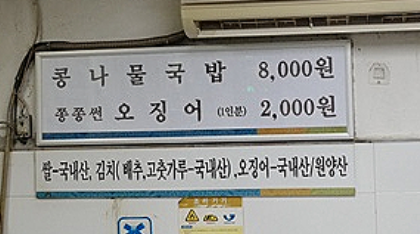 콩나물국밥 8,000원
쫑쫑썬 오징어 (1인분) 2,000원
쌀-국내산, 김치(배추,고춧가루-국내산),오징어-국내산/원양산